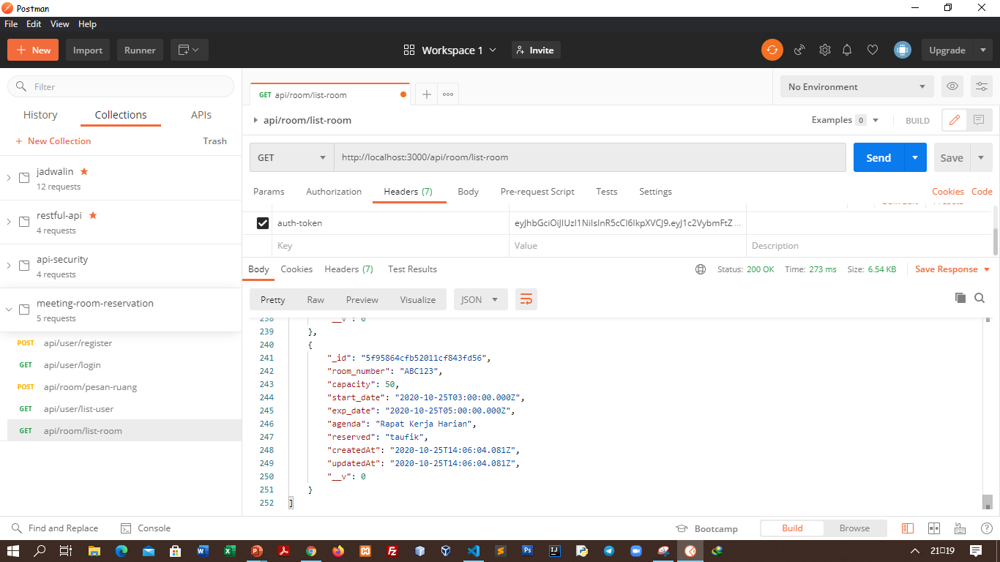 Postman
File Edit View Help
+ New Import Runner Workspace 1 Invite Upgrade
Filter
History Collections APIs
+ New Collection Trash
jadwalin
12 requests
restful-api
4 requests
api-security
4 requests
meeting-room-reservation
5 requests
POST api/user/register
GET api/user/login
POST api/room/pesan-ruang
GET api/user/list-user
GET api/room/list-room
GET api/room/list-room No Environment
api/room/list-room Examples 0 BUILD
GET http://localhost:3000/api/room/list-room Send Save
Params Authorization Headers (7) Body Pre-request Script Tests Settings Cookies Code
auth-token eyJhbGciOiJIUzI1NiIsInR5cCI6IkpXVCJ9.eyJ1c2VybmFtZ ...
Key Value Description
Body Cookies Headers (7) Test Results Status: 200 OK Time: 273 ms Size: 6.54 KB Save Response
Pretty Raw Preview Visualize JSON
238 "__v": 0
239 },
240 {
241 "_id": "5f95864cfb52011cf843fd56",
242 "room_number": "ABC123",
243 "capacity": 50,
244 "start_date": "2020-10-25T03:00:00.000Z",
245 "exp_date": "2020-10-25T05:00:00.000Z",
246 "agenda": "Rapat Kerja Harian",
247 "reserved": "taufik",
248 "createdAt": "2020-10-25T14:06:04.081Z",
249 "updatedAt": "2020-10-25T14:06:04.081Z",
250 "__v": 0
251 }
252 ]
Find and Replace Console Bootcamp Build Browse
21▯19